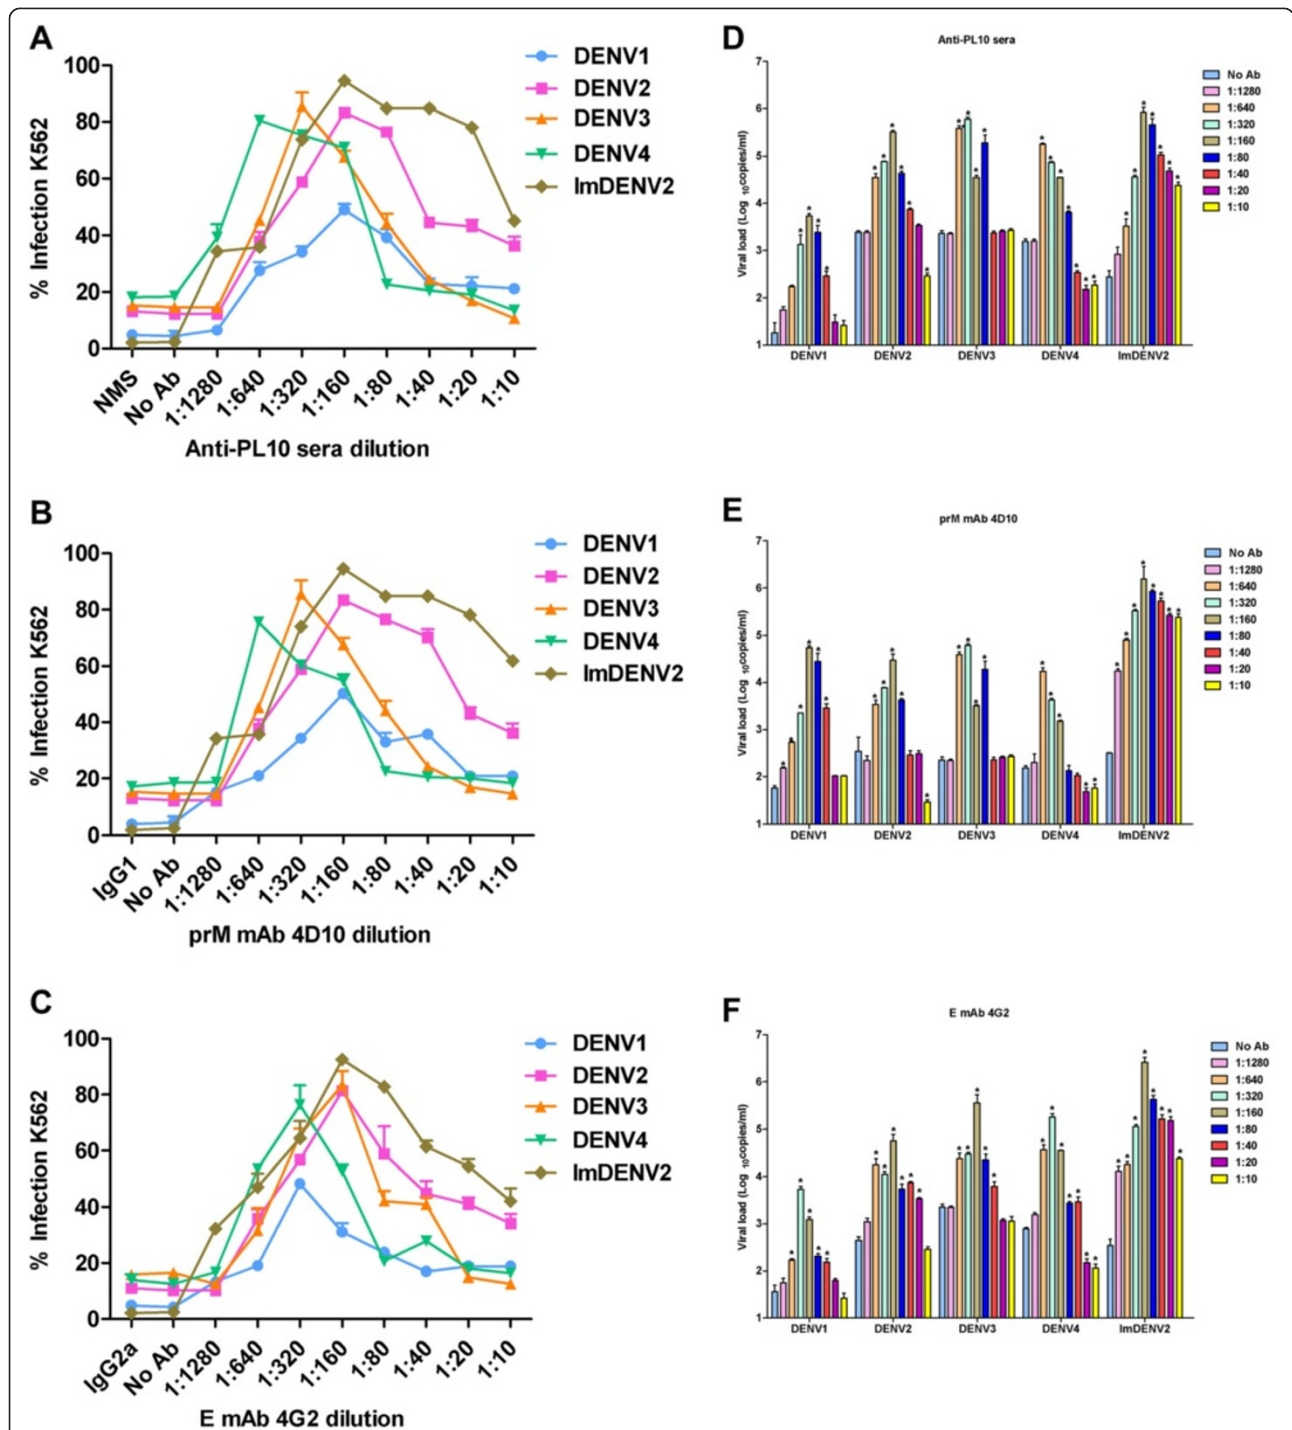 A
100
80
60
40
20
0
% Infection K562
NMS
No Ab
1:1280
1:640
1:320
1:160
1:80
1:40
1:20
1:10
Anti-PL10 sera dilution
DENV1
DENV2
DENV3
DENV4
ImDENV2
D
Anti-PL10 sera
7
6
5
4
3
2
1
Viral load (Log 10copies/ml)
DENV1
DENV2
DENV3
DENV4
ImDENV2
No Ab
1:1280
1:640
1:320
1:160
1:80
1:40
1:20
1:10
B
100
80
60
40
20
0
% Infection K562
IgG1
No Ab
1:1280
1:640
1:320
1:160
1:80
1:40
1:20
1:10
prM mAb 4D10 dilution
DENV1
DENV2
DENV3
DENV4
ImDENV2
E
prM mAb 4D10
7
6
5
4
3
2
1
Viral load (Log 10copies/ml)
DENV1
DENV2
DENV3
DENV4
ImDENV2
No Ab
1:1280
1:640
1:320
1:160
1:80
1:40
1:20
1:10
C
100
80
60
40
20
0
% Infection K562
IgG2a
No Ab
1:1280
1:640
1:320
1:160
1:80
1:40
1:20
1:10
E mAb 4G2 dilution
DENV1
DENV2
DENV3
DENV4
ImDENV2
F
E mAb 4G2
7
6
5
4
3
2
1
Viral load (Log 10copies/ml)
DENV1
DENV2
DENV3
DENV4
ImDENV2
No Ab
1:1280
1:640
1:320
1:160
1:80
1:40
1:20
1:10